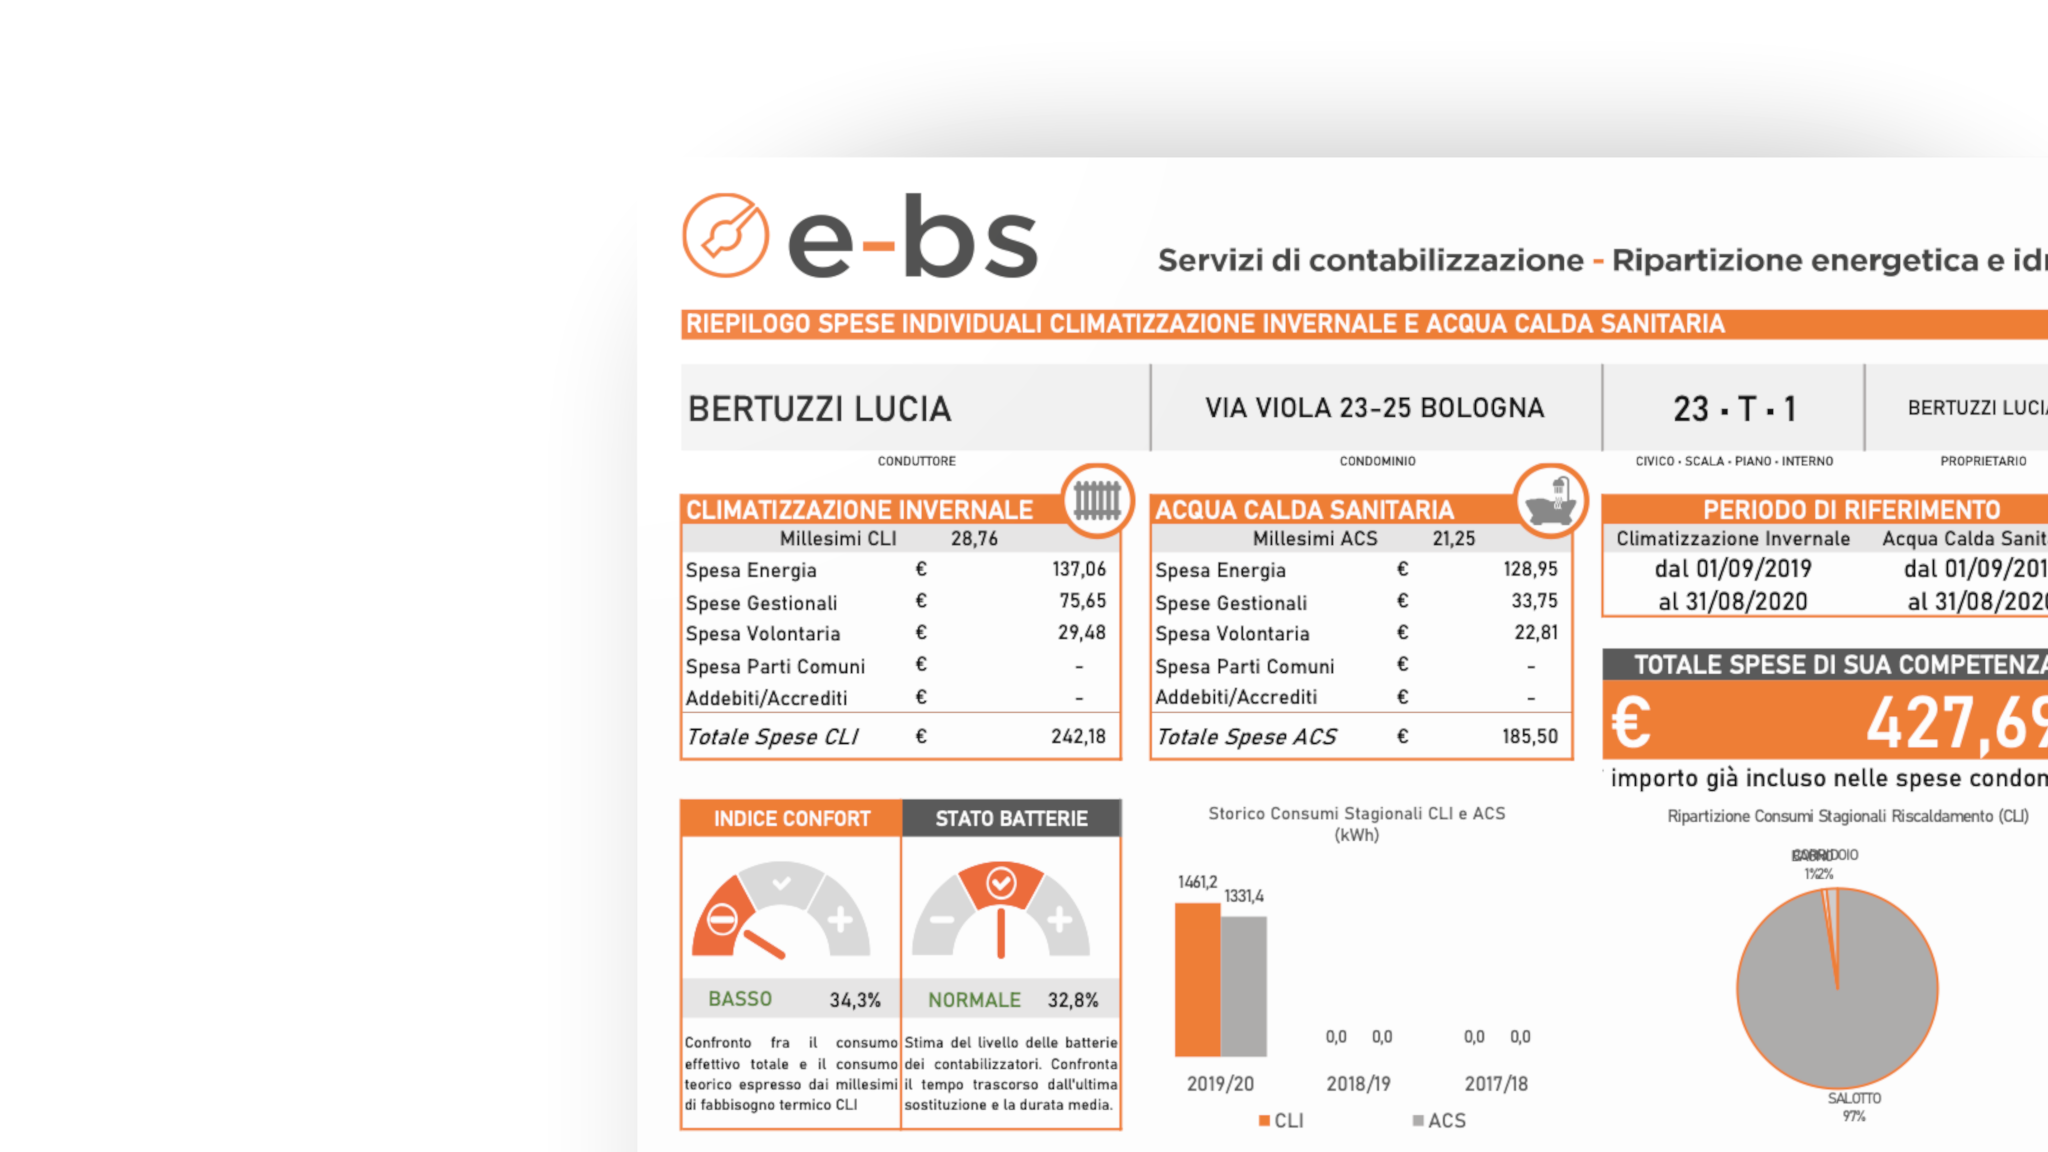 e-bs
Servizi di contabilizzazione - Ripartizione energetica e
RIEPILOGO SPESE INDIVIDUALI CLIMATIZZAZIONE INVERNALE E ACQUA CALDA SANITARIA
BERTUZZI LUCIA
CONDUTTORE
VIA VIOLA 23-25 BOLOGNA
CONDOMINIO
23 · T · 1
CIVICO · SCALA · PIANO · INTERNO
BERTUZZI LUCIA
PROPRIETARIO
CLIMATIZZAZIONE INVERNALE
Millesimi CLI 28,76
Spesa Energia € 137,06
Spese Gestionali € 75,65
Spesa Volontaria € 29,48
Spesa Parti Comuni € -
Addebiti/Accrediti € -
Totale Spese CLI € 242,18
ACQUA CALDA SANITARIA
Millesimi ACS 21,25
Spesa Energia € 128,95
Spese Gestionali € 33,75
Spesa Volontaria € 22,81
Spesa Parti Comuni € -
Addebiti/Accrediti € -
Totale Spese ACS € 185,50
PERIODO DI RIFERIMENTO
Climatizzazione Invernale Acqua Calda
dal 01/09/2019 dal 01/09/201
al 31/08/2020 al 31/08/2020
TOTALE SPESE DI SUA COMPETENZA
€ 427,69
importo già incluso nelle spese
INDICE CONFORT
BASSO 34,3%
Confronto fra il consumo
effettivo totale e il consumo
teorico espresso dai millesimi
di fabbisogno termico CLI
STATO BATTERIE
NORMALE 32,8%
Stima del livello delle batterie
dei contabilizzatori. Confronta
il tempo trascorso dall'ultima
sostituzione e la durata media.
Storico Consumi Stagionali CLI e ACS
(kWh)
1461,2 1331,4
0,0 0,0 0,0 0,0
2019/20 2018/19 2017/18
CLI ACS
Ripartizione Consumi Stagionali Riscaldamento (CLI)
CORRIDOIO
1% 2%
SALOTTO
97%